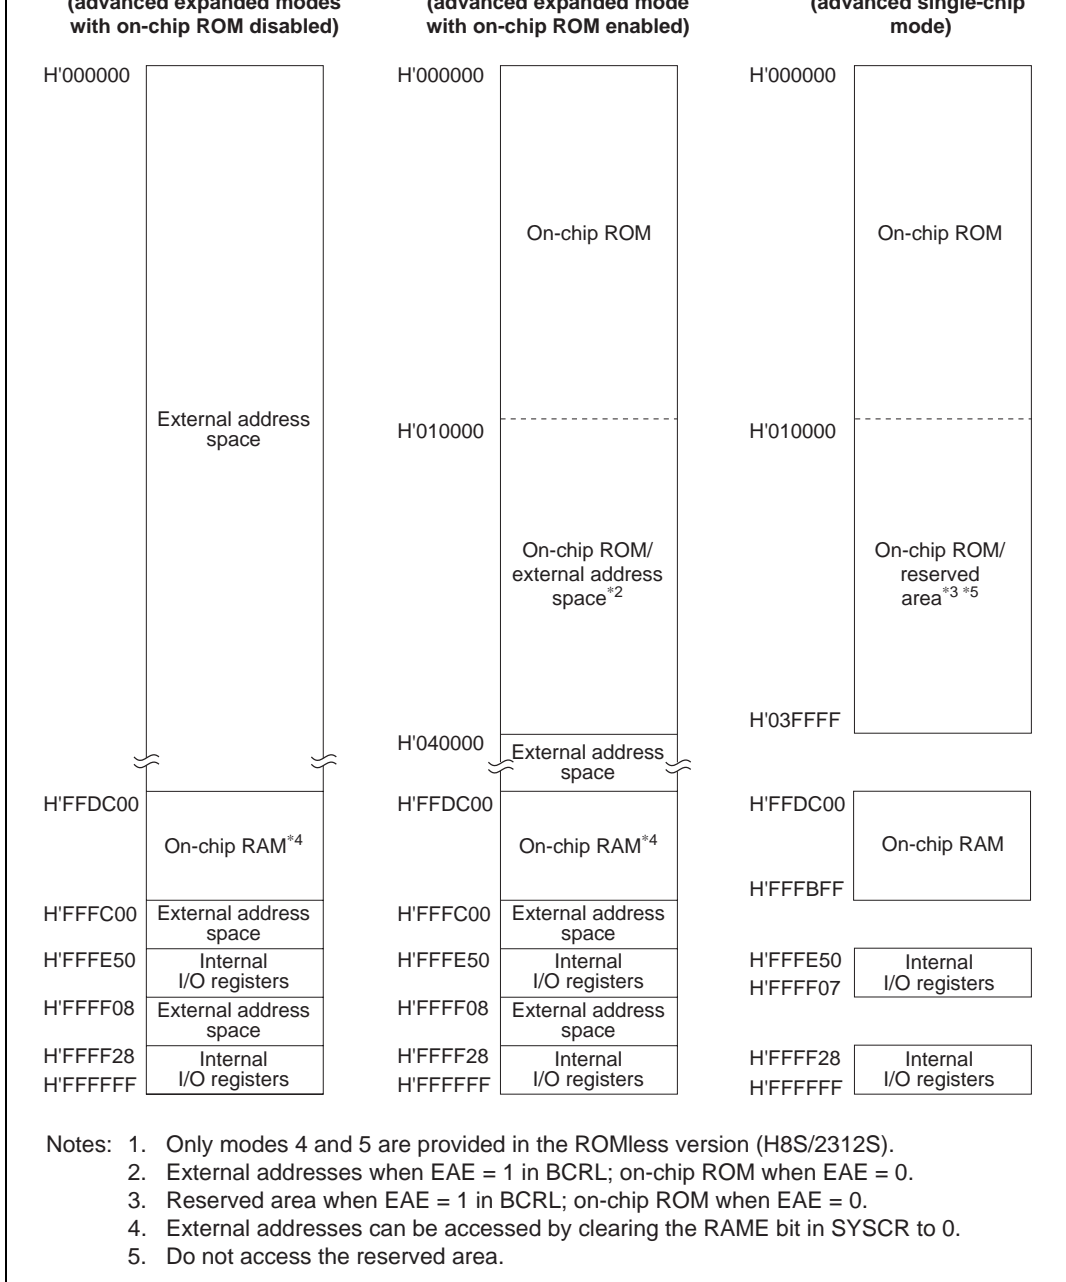 (advanced expanded modes
with on-chip ROM disabled)
(advanced expanded mode
with on-chip ROM enabled)
(advanced single-chip
mode)
H'000000
External address
space
H'FFDC00
On-chip RAM*4
H'FFFC00
External address
space
H'FFFE50
Internal
I/O registers
H'FFFF08
External address
space
H'FFFF28
Internal
I/O registers
H'FFFFFF
H'000000
On-chip ROM
H'010000
On-chip ROM/
external address
space*2
H'040000
External address
space
H'FFDC00
On-chip RAM*4
H'FFFC00
External address
space
H'FFFE50
Internal
I/O registers
H'FFFF08
External address
space
H'FFFF28
Internal
I/O registers
H'FFFFFF
H'000000
On-chip ROM
H'010000
On-chip ROM/
reserved
area*3 *5
H'03FFFF
H'FFDC00
On-chip RAM
H'FFFBFF
H'FFFE50
Internal
I/O registers
H'FFFF07
H'FFFF28
Internal
I/O registers
H'FFFFFF
Notes: 1. Only modes 4 and 5 are provided in the ROMless version (H8S/2312S).
2. External addresses when EAE = 1 in BCRL; on-chip ROM when EAE = 0.
3. Reserved area when EAE = 1 in BCRL; on-chip ROM when EAE = 0.
4. External addresses can be accessed by clearing the RAME bit in SYSCR to 0.
5. Do not access the reserved area.